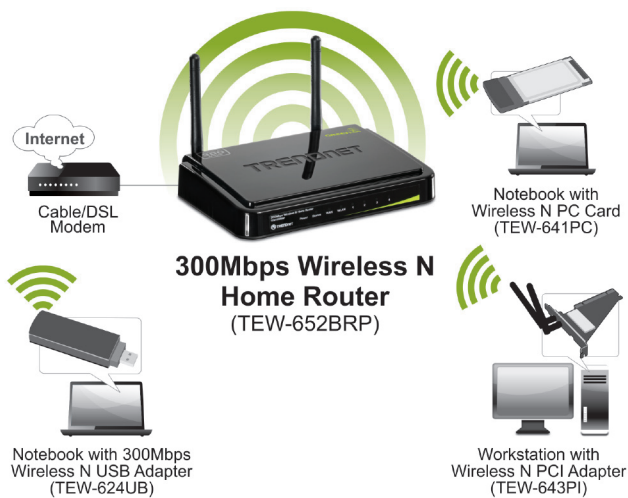 Internet
Cable/DSL
Modem
TRENDNET
TRENDNET
300Mbps Wireless N
Home Router
(TEW-652BRP)
Notebook with
Wireless N PC Card
(TEW-641PC)
Notebook with 300Mbps
Wireless N USB Adapter
(TEW-624UB)
Workstation with
Wireless N PCI Adapter
(TEW-643PI)